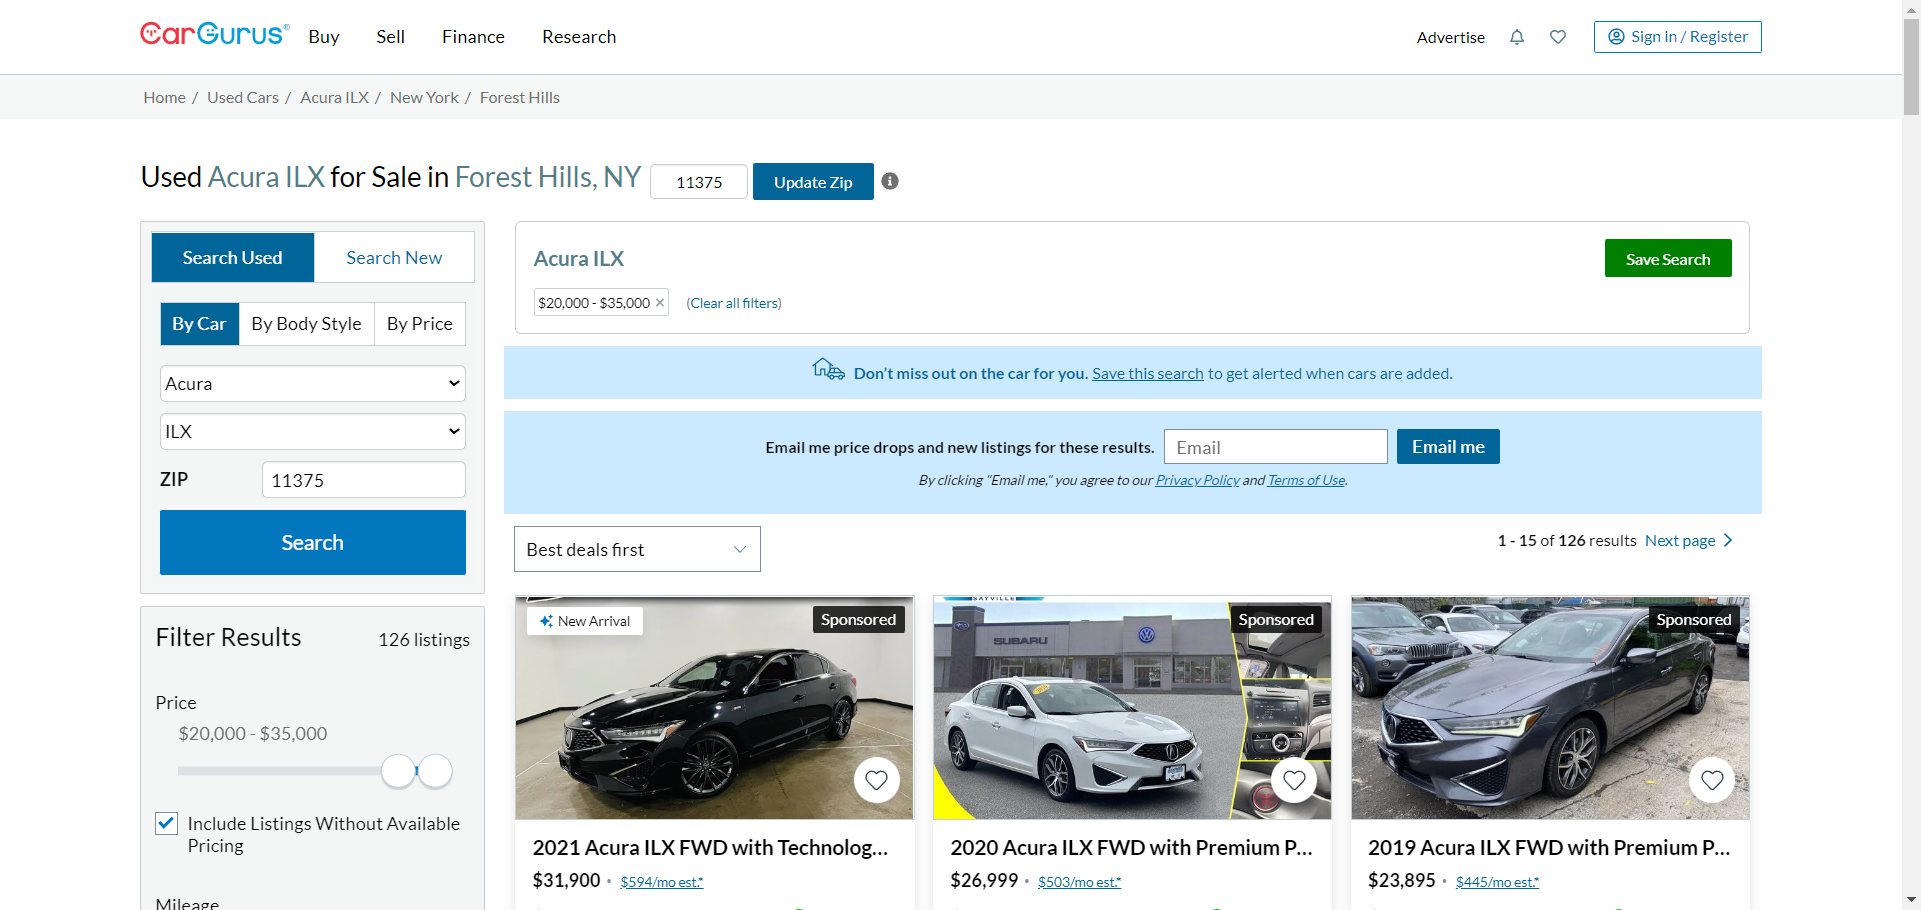 CarGurus®
Buy
Sell
Finance
Research
Advertise
Sign in / Register
Home / Used Cars / Acura ILX / New York / Forest Hills
Used Acura ILX for Sale in Forest Hills, NY
11375
Update Zip
Search Used
Search New
By Car
By Body Style
By Price
Acura
ILX
ZIP
11375
Search
Filter Results
126 listings
Price
$20,000 - $35,000
Include Listings Without Available
Pricing
Mileage
Acura ILX
Save Search
$20,000 - $35,000 ×
(Clear all filters)
Don’t miss out on the car for you. Save this search to get alerted when cars are added.
Email me price drops and new listings for these results.
Email
Email me
By clicking "Email me," you agree to our Privacy Policy and Terms of Use.
Best deals first
1 - 15 of 126 results
Next page
New Arrival
Sponsored
2021 Acura ILX FWD with Technolog...
$31,900 • $594/mo est.*
SAYVILLE
SUBARU
Sponsored
2020 Acura ILX FWD with Premium P...
$26,999 • $503/mo est.*
Sponsored
2019 Acura ILX FWD with Premium P...
$23,895 • $445/mo est.*